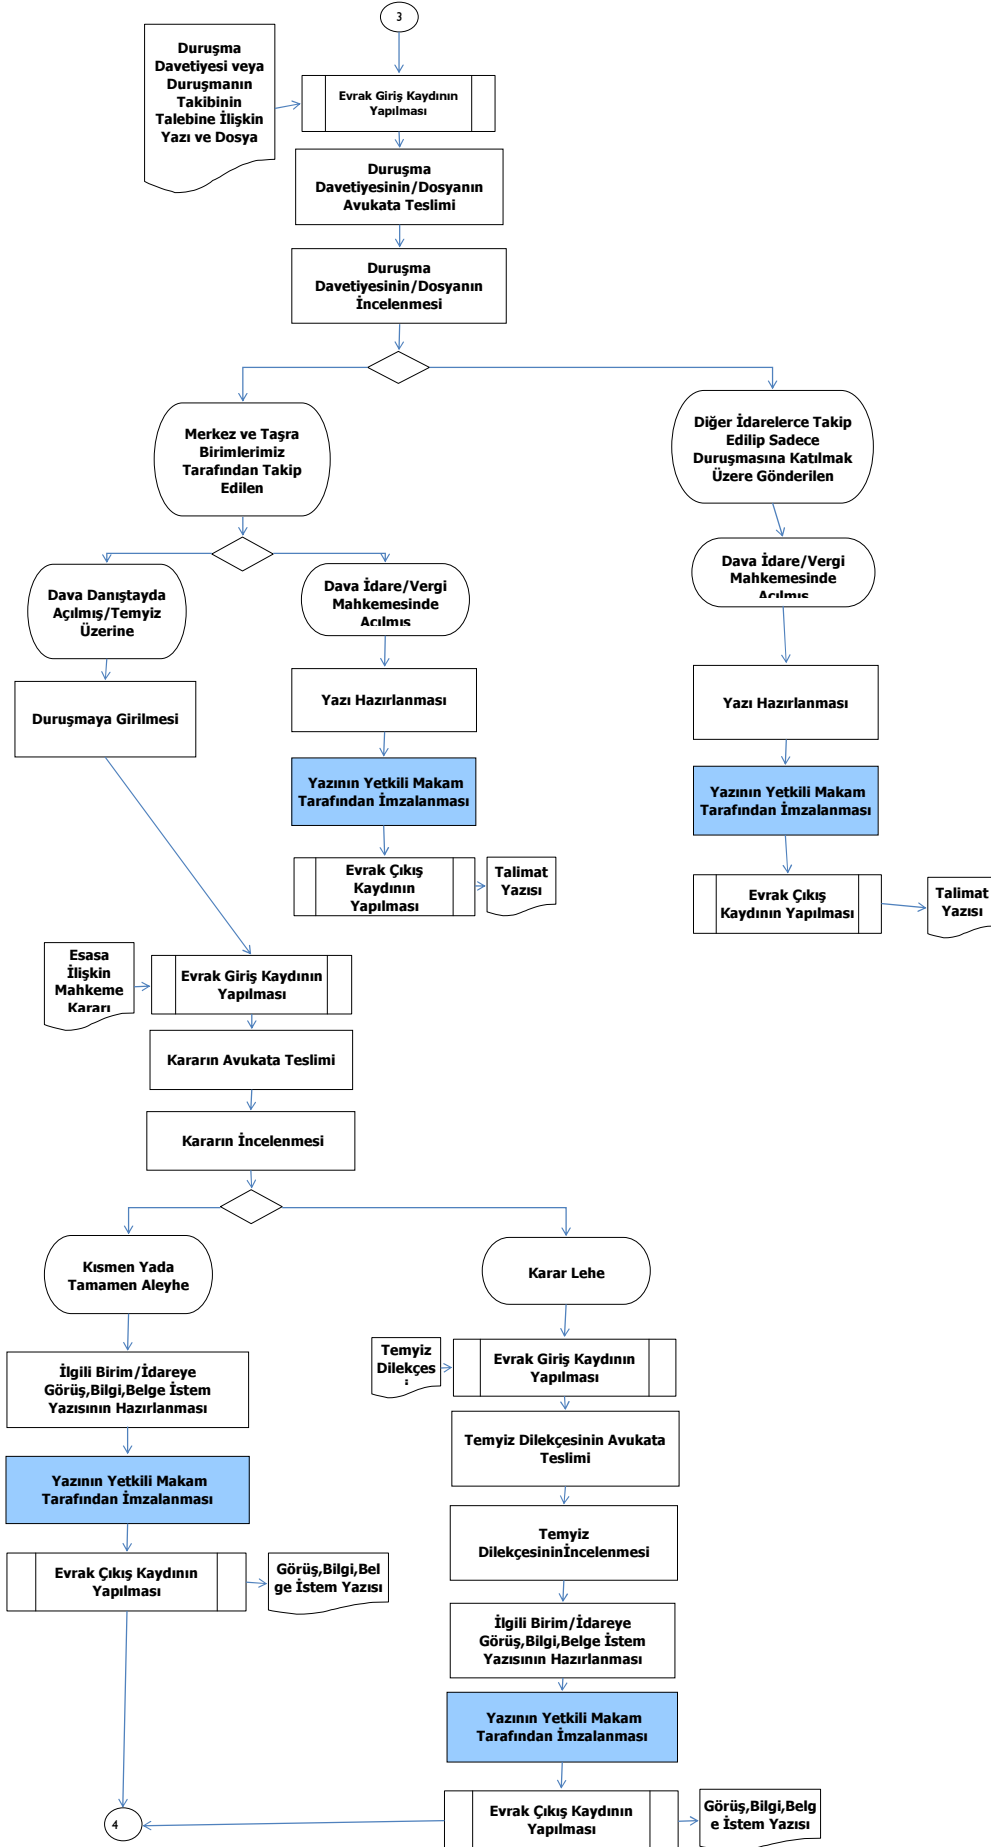 3
Duruşma
Davetiyesi veya
Duruşmanın
Takibinin
Talebine İlişkin
Yazı ve Dosya
Evrak Giriş Kaydının
Yapılması
Duruşma
Davetiyesinin/Dosyanın
Avukata Teslimi
Duruşma
Davetiyesinin/Dosyanın
İncelenmesi
Merkez ve Taşra
Birimlerimiz
Tarafından Takip
Edilen
Diğer İdarelerce Takip
Edilip Sadece
Duruşmasına Katılmak
Üzere Gönderilen
Dava Danıştayda
Açılmış/Temyiz
Üzerine
Dava İdare/Vergi
Mahkemesinde
Açılmış
Dava İdare/Vergi
Mahkemesinde
Açılmış
Duruşmaya Girilmesi
Yazı Hazırlanması
Yazı Hazırlanması
Yazının Yetkili Makam
Tarafından İmzalanması
Yazının Yetkili Makam
Tarafından İmzalanması
Evrak Çıkış
Kaydının
Yapılması
Talimat
Yazısı
Evrak Çıkış
Kaydının Yapılması
Talimat
Yazısı
Esasa
İlişkin
Mahkeme
Kararı
Evrak Giriş Kaydının
Yapılması
Kararın Avukata Teslimi
Kararın İncelenmesi
Kısmen Yada
Tamamen Aleyhe
Karar Lehe
İlgili Birim/İdareye
Görüş,Bilgi,Belge İstem
Yazısının Hazırlanması
Temyiz
Dilekçes
i
Evrak Giriş Kaydının
Yapılması
Temyiz Dilekçesinin Avukata
Teslimi
Yazının Yetkili Makam
Tarafından İmzalanması
Temyiz
Dilekçesininİncelenmesi
Evrak Çıkış Kaydının
Yapılması
Görüş,Bilgi,Bel
ge İstem Yazısı
İlgili Birim/İdareye
Görüş,Bilgi,Belge İstem
Yazısının Hazırlanması
Yazının Yetkili Makam
Tarafından İmzalanması
4
Evrak Çıkış Kaydının
Yapılması
Görüş,Bilgi,Belg
e İstem Yazısı